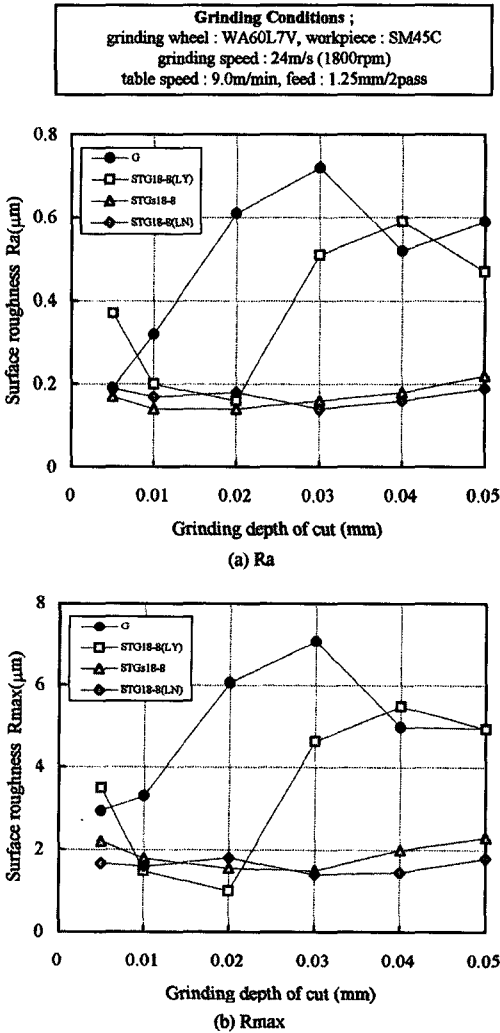 Grinding Conditions ;
grinding wheel : WA60L7V, workpiece : SM45C
grinding speed : 24m/s (1800rpm)
table speed : 9.0m/min, feed : 1.25mm/2pass
0.8
0.6
0.4
0.2
0
Surface roughness Ra(μm)
G
STG18-8(LY)
STGs18-8
STG18-8(LN)
0 0.01 0.02 0.03 0.04 0.05
Grinding depth of cut (mm)
(a) Ra
8
6
4
2
0
Surface roughness Rmax(μm)
G
STG18-8(LY)
STGs18-8
STG18-8(LN)
0.00 0.01 0.02 0.03 0.04 0.05
Grinding depth of cut (mm)
(b) Rmax